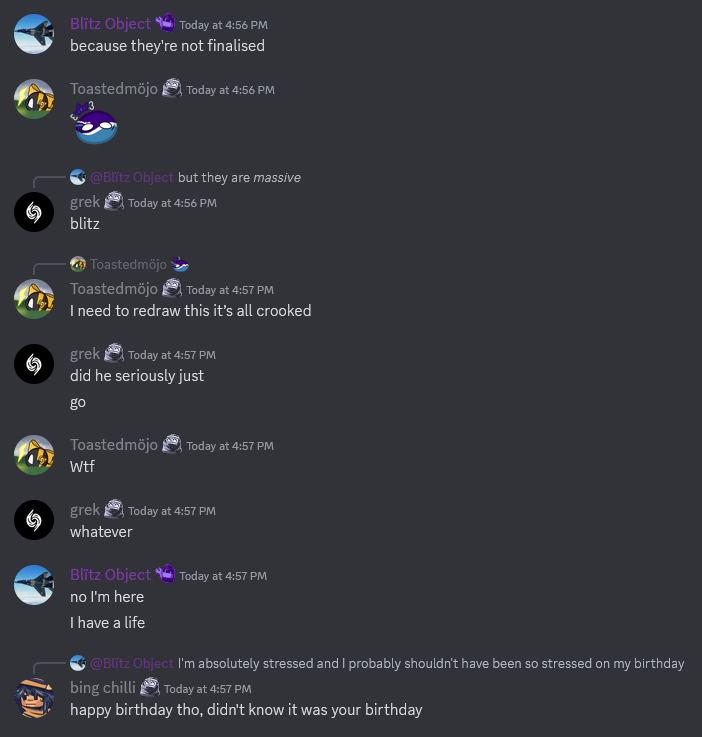 Blïtz Object Today at 4:56 PM
because they're not finalised
Toastedmöjo Today at 4:56 PM
@Blïtz Object but they are massive
grek Today at 4:56 PM
blitz
Toastedmöjo
Toastedmöjo Today at 4:57 PM
I need to redraw this it’s all crooked
grek Today at 4:57 PM
did he seriously just
go
Toastedmöjo Today at 4:57 PM
Wtf
grek Today at 4:57 PM
whatever
Blïtz Object Today at 4:57 PM
no I'm here
I have a life
@Blïtz Object I'm absolutely stressed and I probably shouldn't have been so stressed on my birthday
bing chilli Today at 4:57 PM
happy birthday tho, didn't know it was your birthday